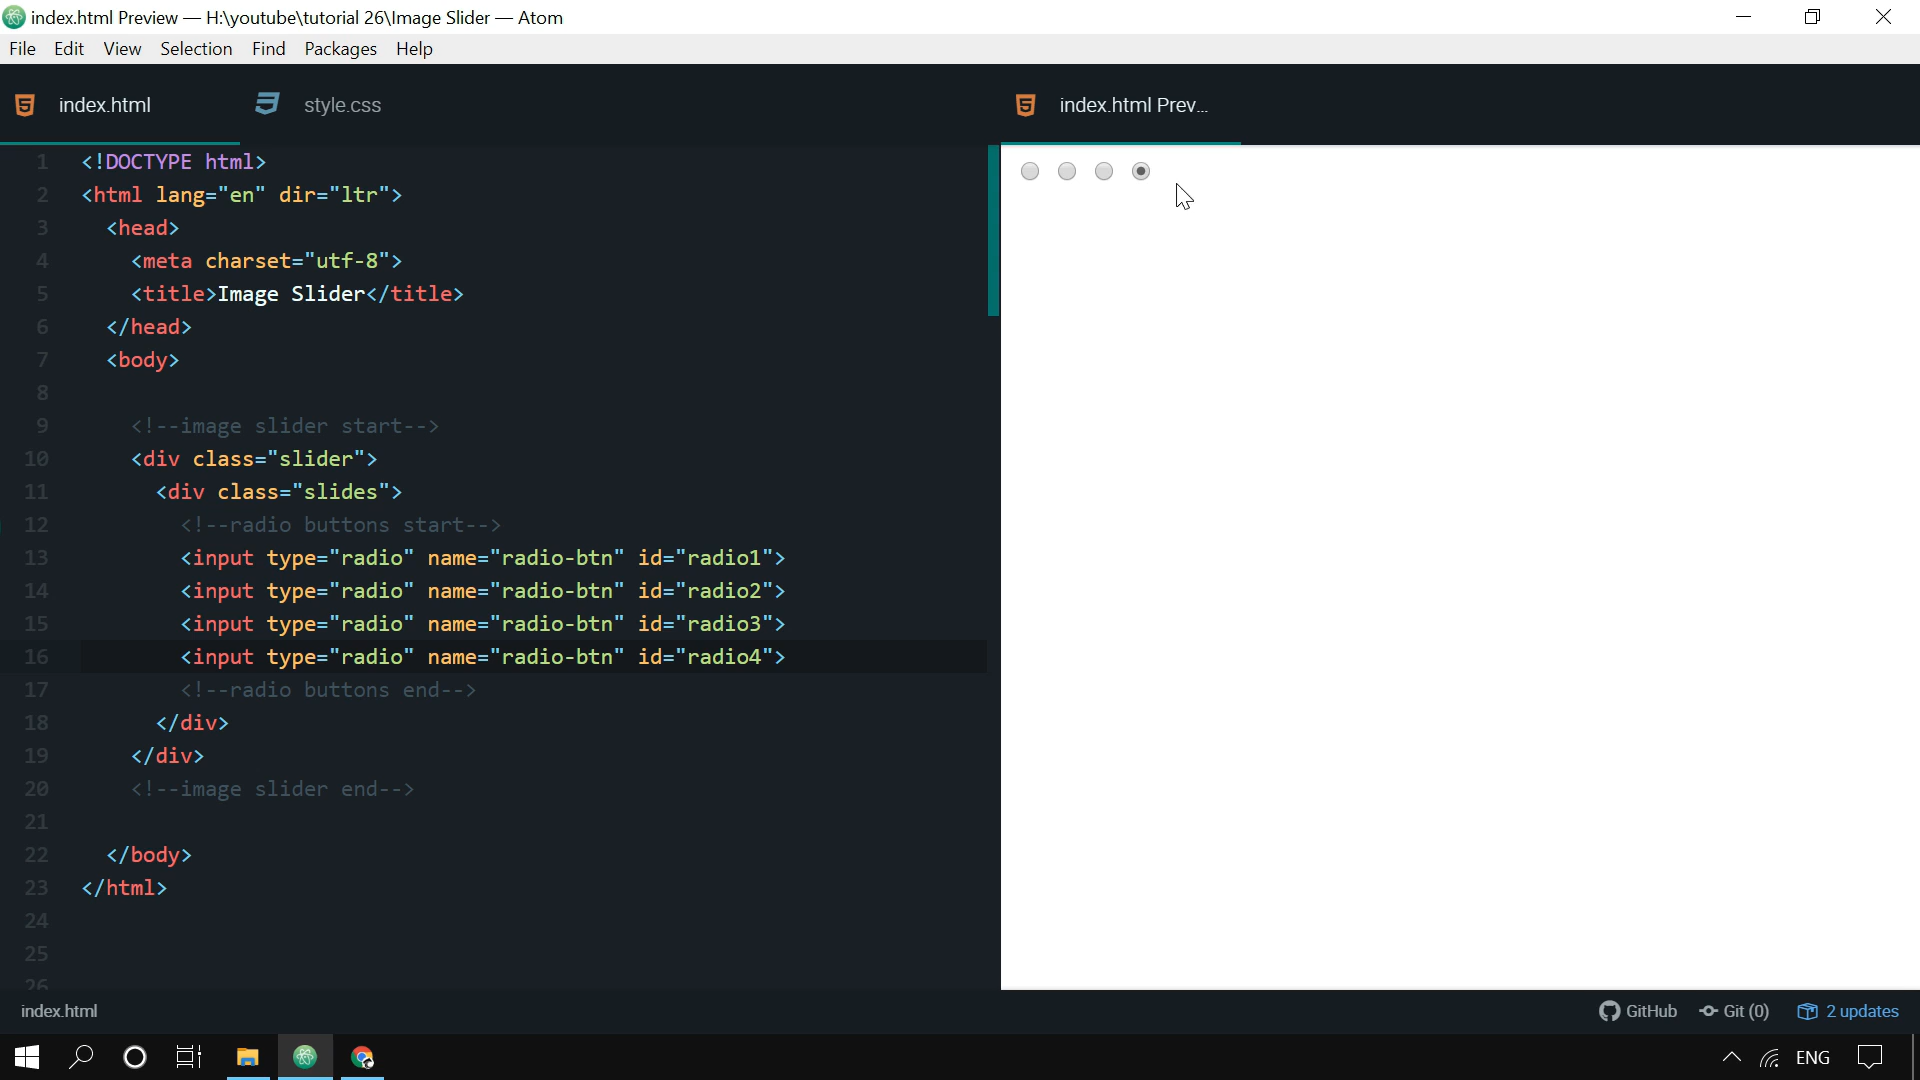 index.html Preview — H:\youtube\tutorial 26\Image Slider — Atom
File Edit View Selection Find Packages Help
index.html style.css index.html Prev...
1 <!DOCTYPE html>
2 <html lang="en" dir="ltr">
3 <head>
4 <meta charset="utf-8">
5 <title>Image Slider</title>
6 </head>
7 <body>
8
9 <!--image slider start-->
10 <div class="slider">
11 <div class="slides">
12 <!--radio buttons start-->
13 <input type="radio" name="radio-btn" id="radio1">
14 <input type="radio" name="radio-btn" id="radio2">
15 <input type="radio" name="radio-btn" id="radio3">
16 <input type="radio" name="radio-btn" id="radio4">
17 <!--radio buttons end-->
18 </div>
19 </div>
20 <!--image slider end-->
21
22 </body>
23 </html>
24
25
26
index.html GitHub Git (0) 2 updates
ENG